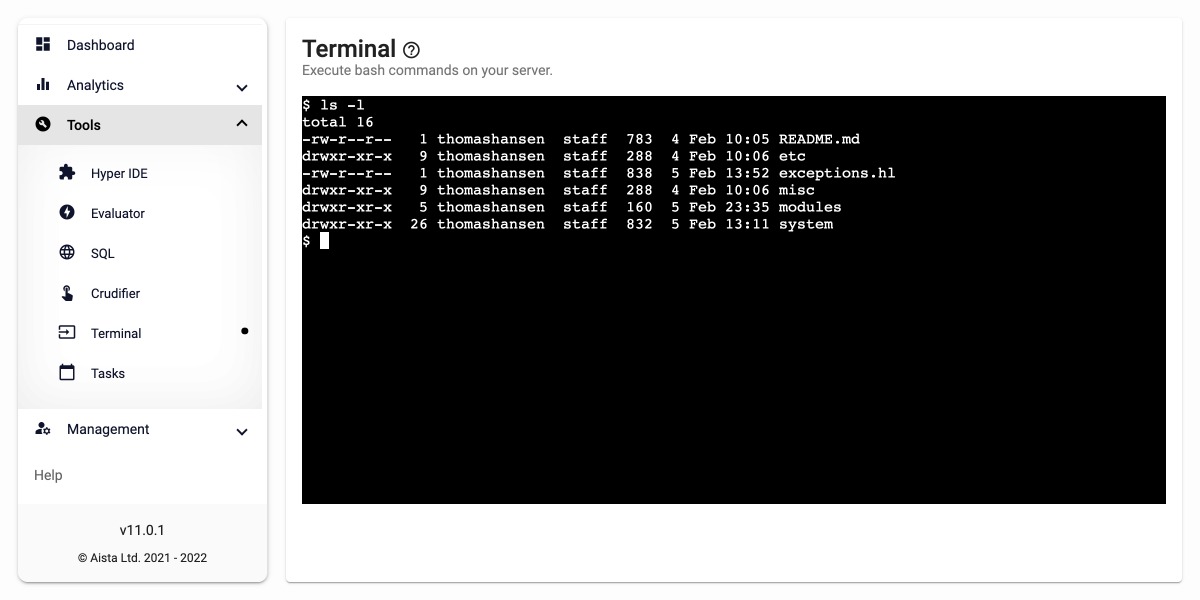 Dashboard
Analytics
Tools
Hyper IDE
Evaluator
SQL
Crudifier
Terminal
Tasks
Management
Help
v11.0.1
© Aista Ltd. 2021 - 2022
Terminal
Execute bash commands on your server.
$ ls -l
total 16
-rw-r--r--   1 thomashansen  staff  783  4 Feb 10:05 README.md
drwxr-xr-x   9 thomashansen  staff  288  4 Feb 10:06 etc
-rw-r--r--   1 thomashansen  staff  838  5 Feb 13:52 exceptions.hl
drwxr-xr-x   9 thomashansen  staff  288  4 Feb 10:06 misc
drwxr-xr-x   5 thomashansen  staff  160  5 Feb 23:35 modules
drwxr-xr-x  26 thomashansen  staff  832  5 Feb 13:11 system
$